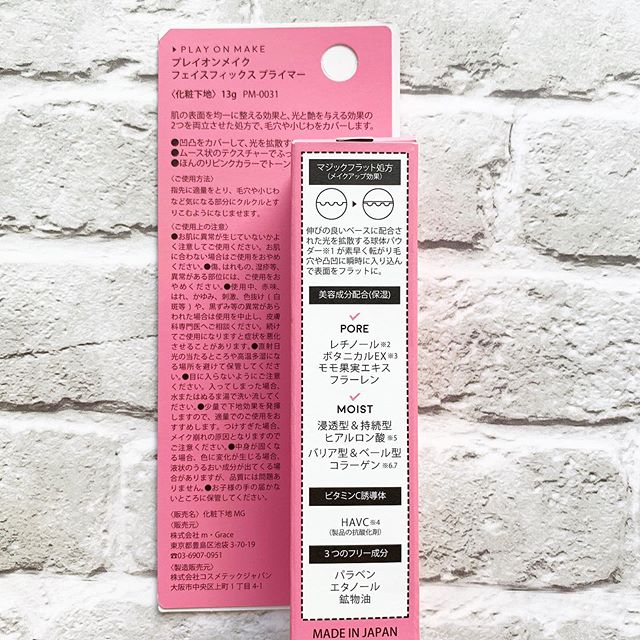 PLAY ON MAKE
プレイオンメイク
フェイスフィックス プライマー
〈化粧下地〉13g PM-0031
肌の表面を均一に整える効果と、光と艶を与える効果の
2つを両立させた処方で、毛穴や小じわをカバーします。
●凹凸をカバーして、光を拡散す
●ムース状のテクスチャーでふっ
●ほんのりピンクカラーでトーン
〈ご使用方法〉
指先に適量をとり、毛穴や小じわ
など気になる部分にクルクルとす
りこむようになじませます。
〈ご使用上の注意〉
●お肌に異常が生じていないかよ
く注意してご使用ください。お肌
に合わない場合はご使用をおやめ
ください。●傷、はれもの、湿疹等、
異常がある部位には、ご使用をお
やめください。●使用中、赤味、
はれ、かゆみ、刺激、色抜け(白
斑等)や、黒ずみ等の異常があら
われた場合は使用を中止し、皮膚
科専門医へご相談ください。続け
てご使用になりますと症状を悪化
させることがあります。●直射日
光の当たるところや高温多湿にな
る場所を避けて保管してください。
●目に入らないようにご注意
ください。入ってしまった場合、
水またはぬるま湯で洗い流してく
ださい。●少量で下地効果を発揮
しますので、適量でのご使用をお
すすめします。つけすぎた場合、
メイク崩れの原因となりますので
ご注意ください。●中身が固くな
る場合、色に変化が生じる場合、
液状のうるおい成分が出てくる場
合がありますが、品質には問題あ
りません。●お子様の手の届かな
いところに保管してください。
〈販売名〉化粧下地 MG
〈販売元〉
株式会社 m・Grace
東京都豊島区池袋 3-70-19
☎03-6907-0951
〈製造販売元〉
株式会社コスメテックジャパン
大阪市中央区上町 1 丁目 4-1
マジックフラット処方
(メイクアップ効果)
伸びの良いベースに配合さ
れた光を拡散する球体パウ
ダー※1 が素早く転がり毛
穴や凸凹に瞬時に入り込ん
で表面をフラットに。
美容成分配合(保湿)
PORE
レチノール※2
ボタニカルEX※3
モモ果実エキス
フラーレン
MOIST
浸透型&持続型
ヒアルロン酸※5
バリア型&ベール型
コラーゲン※6.7
ビタミンC誘導体
HAVC※4
(製品の抗酸化剤)
3つのフリー成分
パラベン
エタノール
鉱物油
MADE IN JAPAN